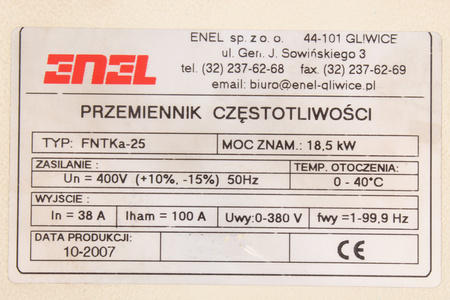 ENEL
ENEL sp. z o. o. 44-101 GLIWICE
ul. Gen. J. Sowińskiego 3
tel. (32) 237-62-68 fax. (32) 237-62-69
email: biuro@enel-gliwice.pl
PRZEMIENNIK CZĘSTOTLIWOŚCI
TYP: FNTKa-25 MOC ZNAM.: 18,5 kW
ZASILANIE : TEMP. OTOCZENIA:
Un = 400V (+10%, -15%) 50Hz 0 - 40°C
WYJSCIE :
In = 38 A Iham = 100 A Uwy:0-380 V fwy =1-99,9 Hz
DATA PRODUKCJI:
10-2007 CE